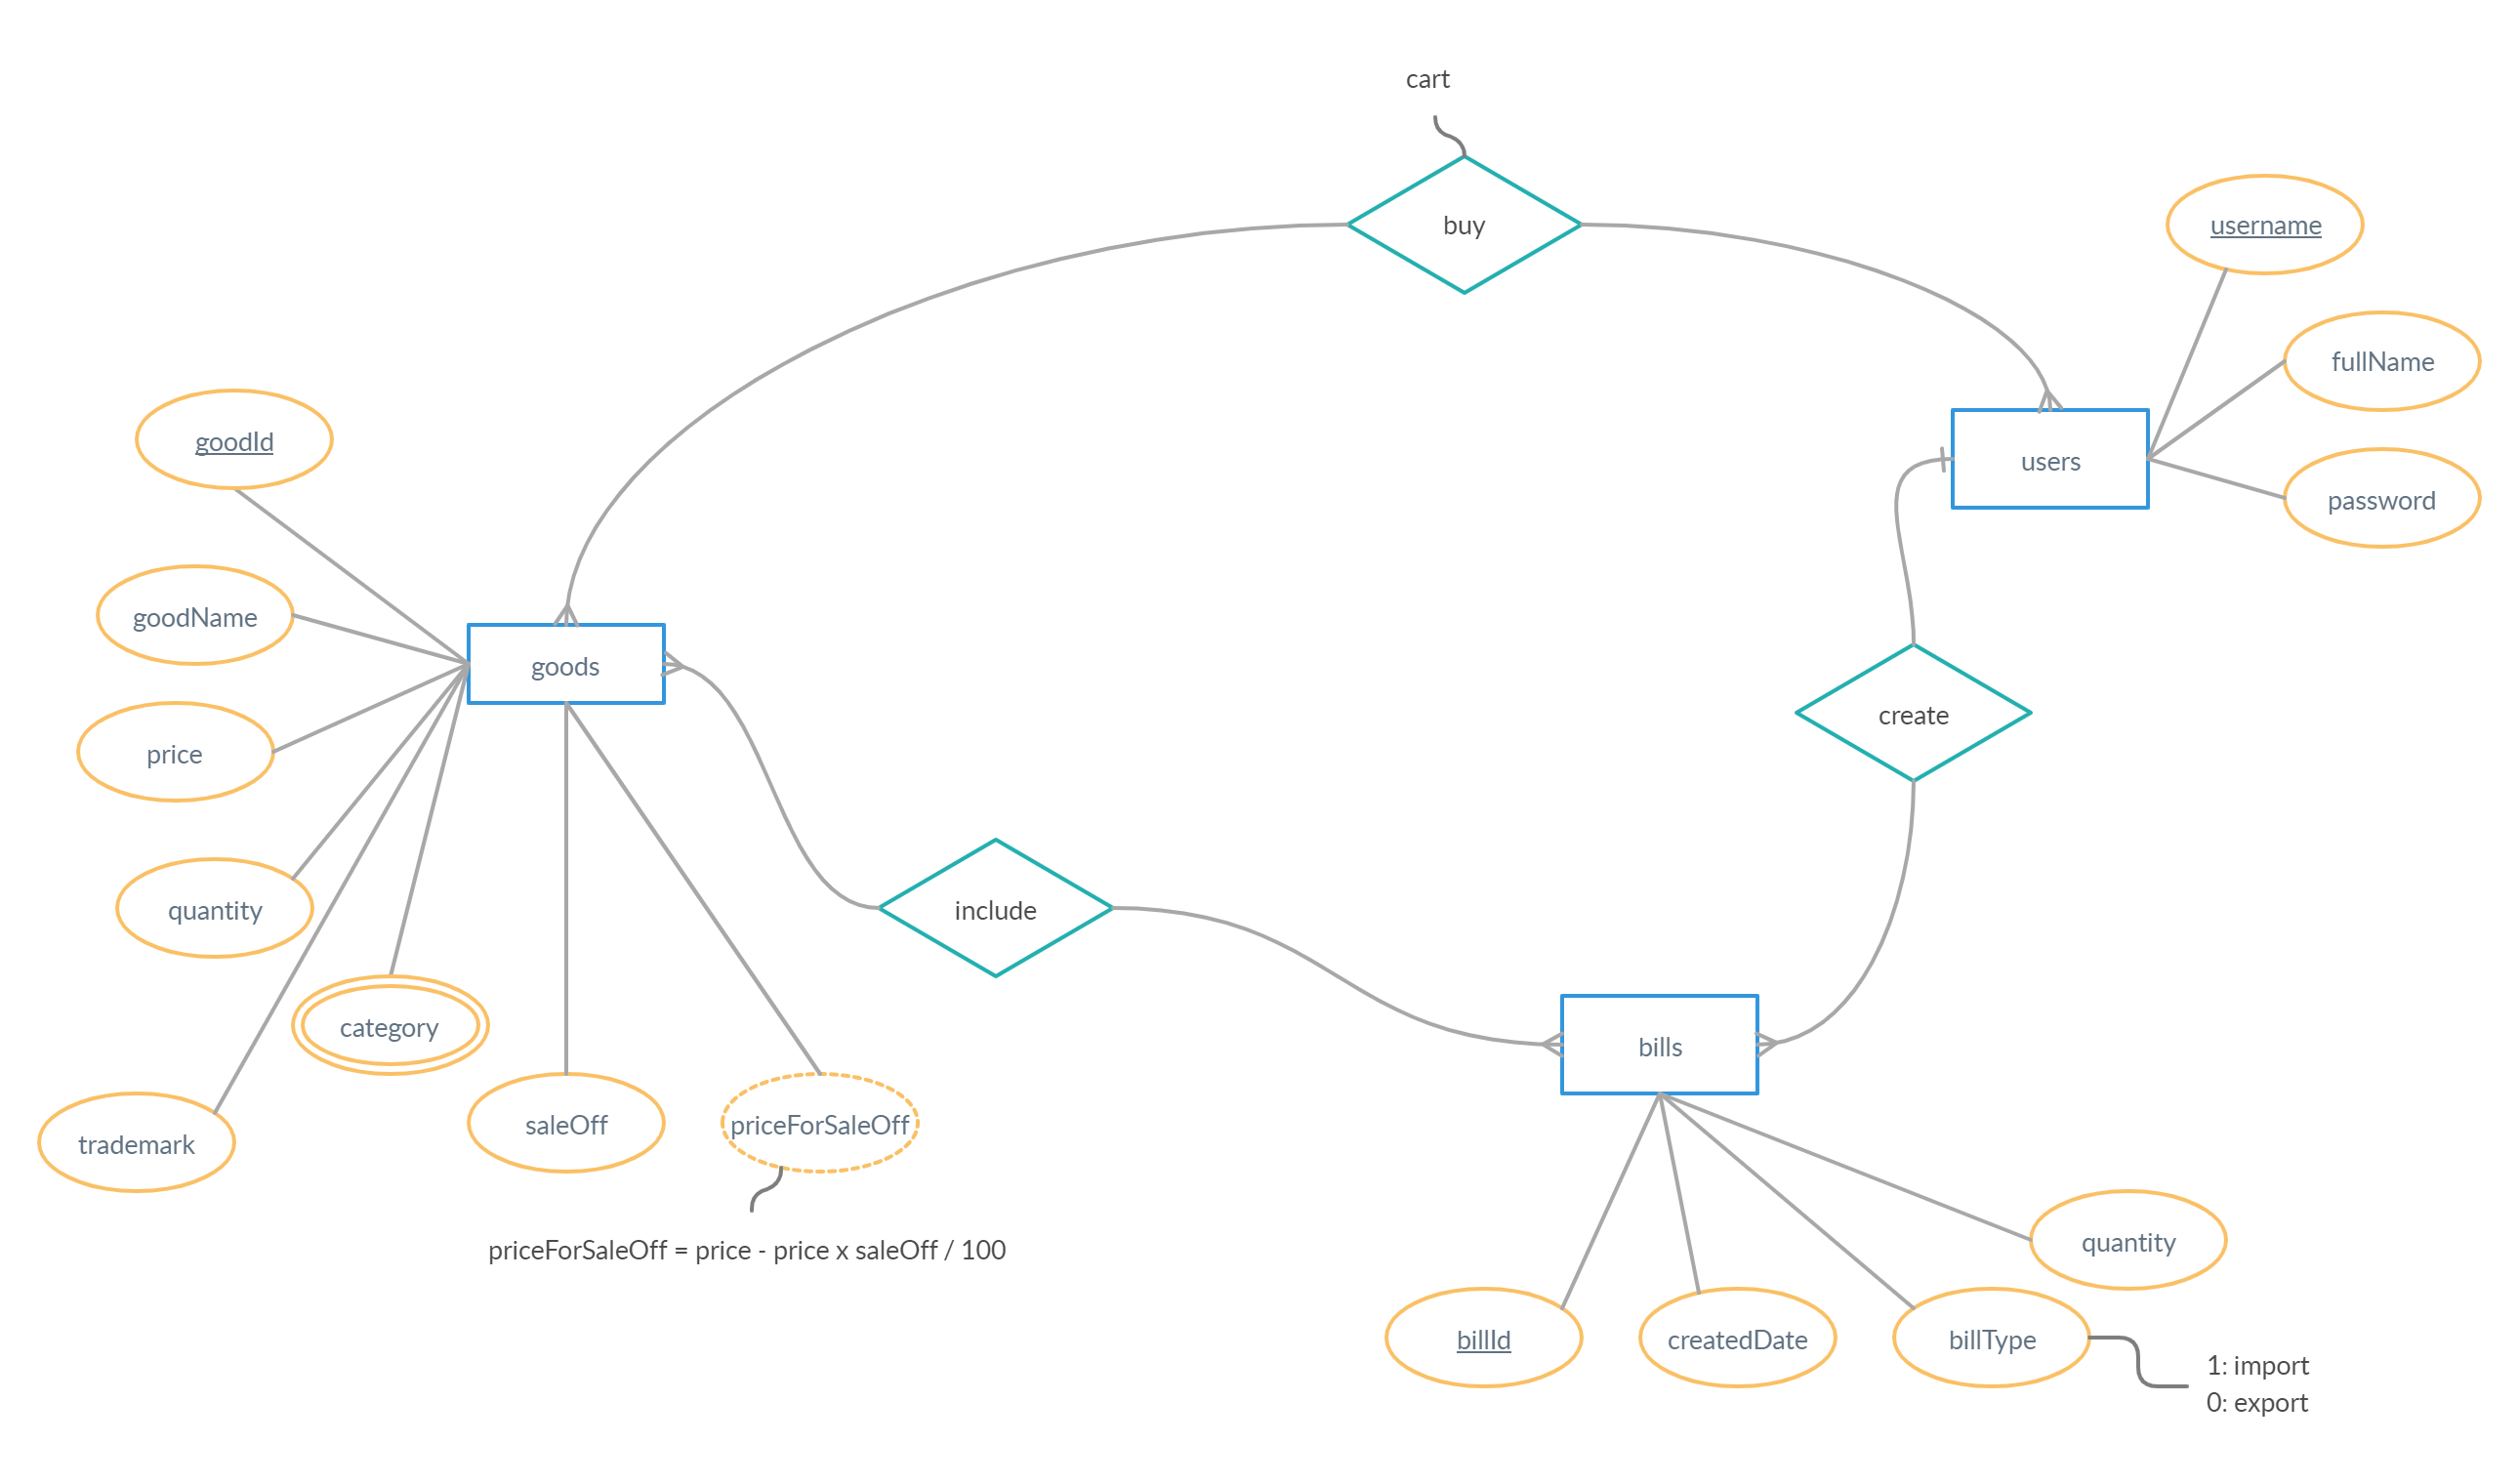 cart
buy
username
fullName
goodId
users
password
goodName
goods
create
price
include
quantity
category
bills
saleOff
priceForSaleOff
trademark
priceForSaleOff = price - price x saleOff / 100
quantity
billId
createdDate
billType
1: import
0: export